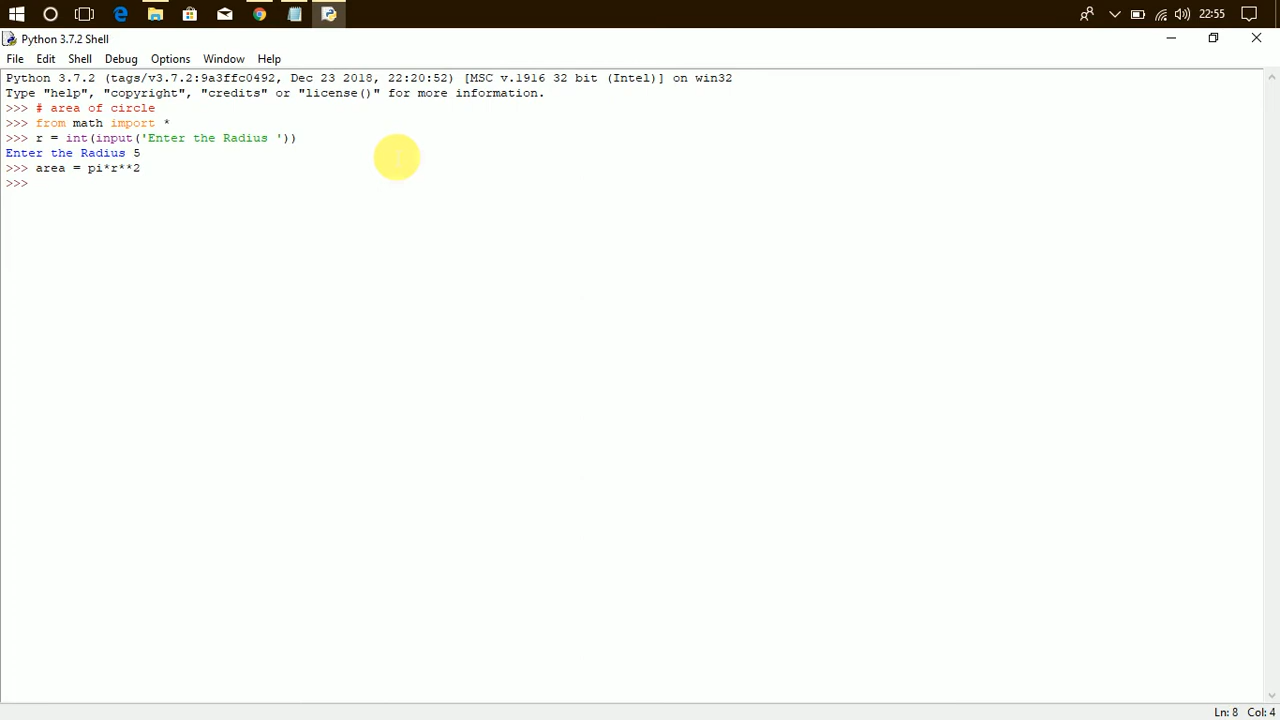 22:55
Python 3.7.2 Shell
File Edit Shell Debug Options Window Help
Python 3.7.2 (tags/v3.7.2:9a3ffc0492, Dec 23 2018, 22:20:52) [MSC v.1916 32 bit (Intel)] on win32
Type "help", "copyright", "credits" or "license()" for more information.
>>> # area of circle
>>> from math import *
>>> r = int(input('Enter the Radius '))
Enter the Radius 5
>>> area = pi*r**2
>>>
Ln: 8 Col: 4